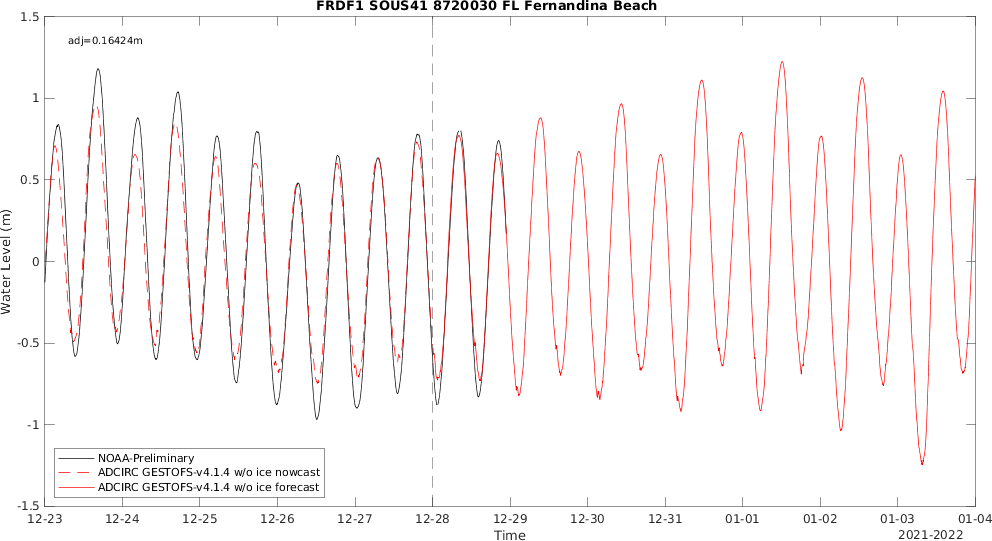 FRDF1 SOUS41 8720030 FL Fernandina Beach
adj=0.16424m
1.5
1
0.5
0
-0.5
-1
-1.5
Water Level (m)
NOAA-Preliminary
ADCIRC GESTOFS-v4.1.4 w/o ice nowcast
ADCIRC GESTOFS-v4.1.4 w/o ice forecast
12-23 12-24 12-25 12-26 12-27 12-28 12-29 12-30 12-31 01-01 01-02 01-03 01-04
Time
2021-2022